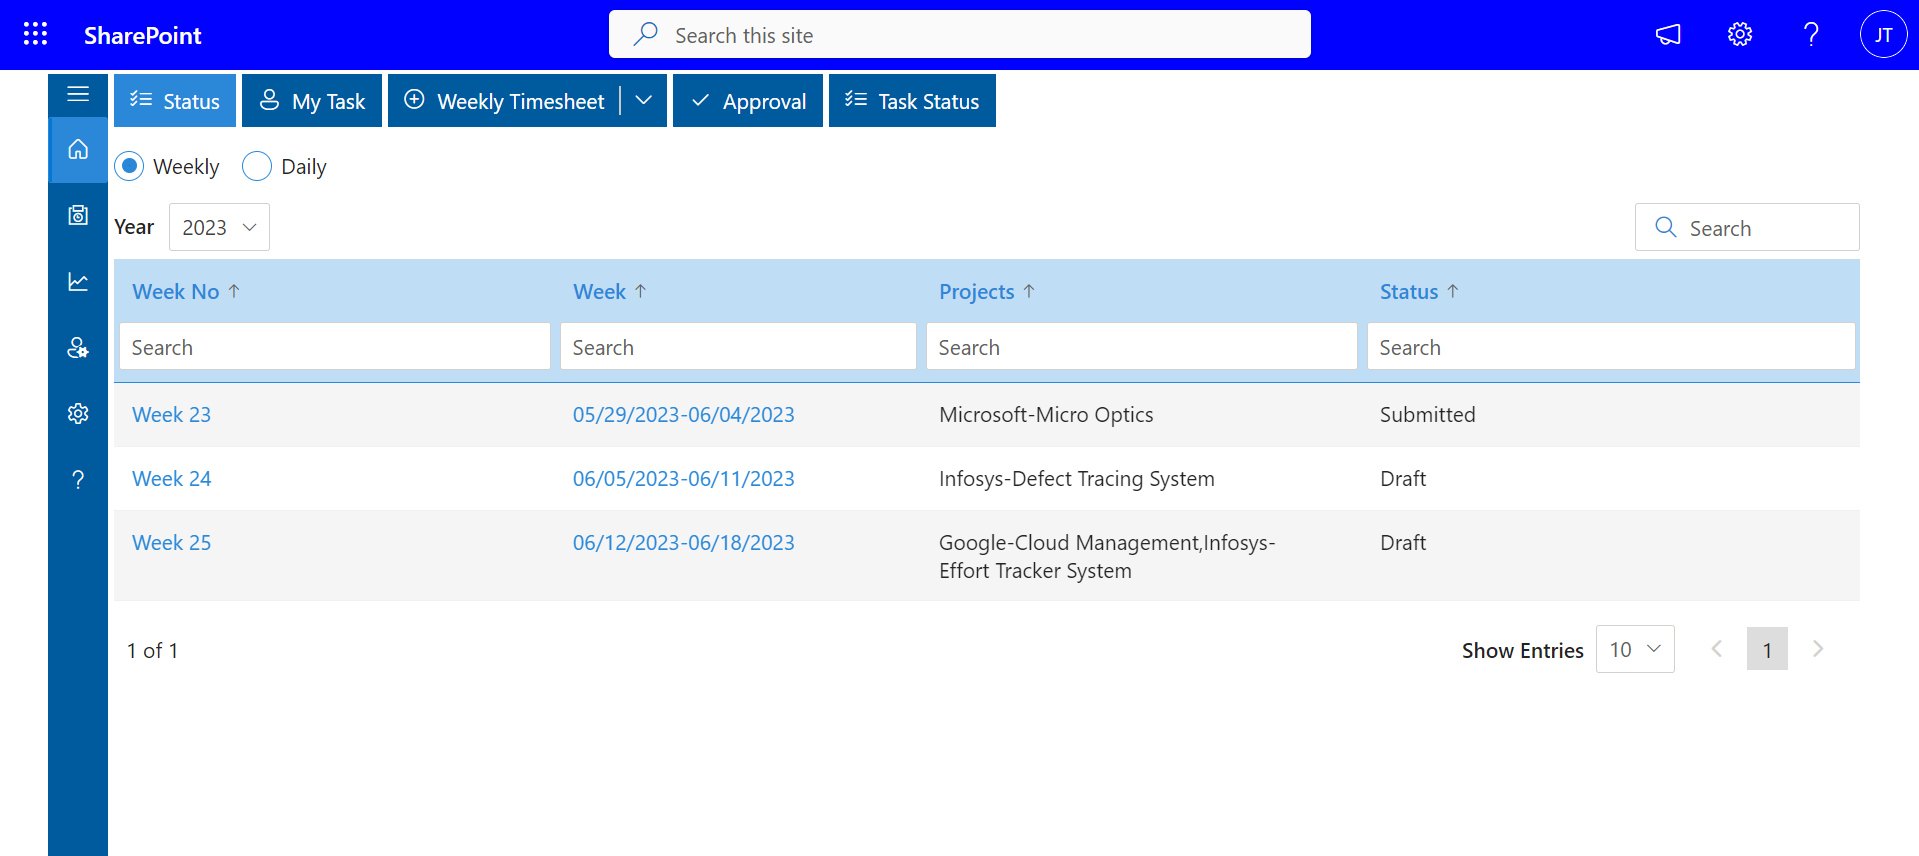 SharePoint
Search this site
JT
Status
My Task
Weekly Timesheet
Approval
Task Status
Weekly
Daily
Year
2023
Search
Week No
Week
Projects
Status
Search
Search
Search
Search
Week 23
05/29/2023-06/04/2023
Microsoft-Micro Optics
Submitted
Week 24
06/05/2023-06/11/2023
Infosys-Defect Tracing System
Draft
Week 25
06/12/2023-06/18/2023
Google-Cloud Management,Infosys-
Effort Tracker System
Draft
1 of 1
Show Entries
10
1